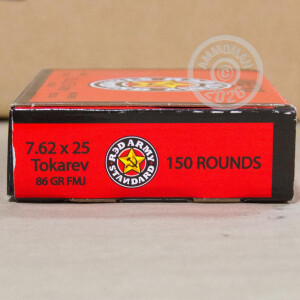 7.62 x 25
Tokarev
86 GR FMJ
RED ARMY
STANDARD
150 ROUNDS